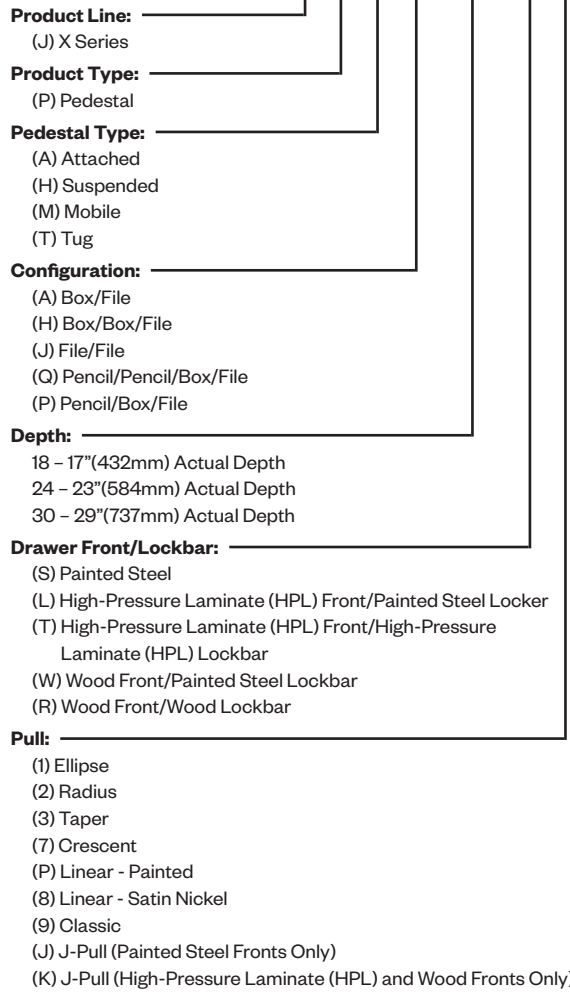 Product Line:
(J) X Series
Product Type:
(P) Pedestal
Pedestal Type:
(A) Attached
(H) Suspended
(M) Mobile
(T) Tug
Configuration:
(A) Box/File
(H) Box/Box/File
(J) File/File
(Q) Pencil/Pencil/Box/File
(P) Pencil/Box/File
Depth:
18 – 17”(432mm) Actual Depth
24 – 23”(584mm) Actual Depth
30 – 29”(737mm) Actual Depth
Drawer Front/Lockbar:
(S) Painted Steel
(L) High-Pressure Laminate (HPL) Front/Painted Steel Locker
(T) High-Pressure Laminate (HPL) Front/High-Pressure
Laminate (HPL) Lockbar
(W) Wood Front/Painted Steel Lockbar
(R) Wood Front/Wood Lockbar
Pull:
(1) Ellipse
(2) Radius
(3) Taper
(7) Crescent
(P) Linear - Painted
(8) Linear - Satin Nickel
(9) Classic
(J) J-Pull (Painted Steel Fronts Only)
(K) J-Pull (High-Pressure Laminate (HPL) and Wood Fronts Only)